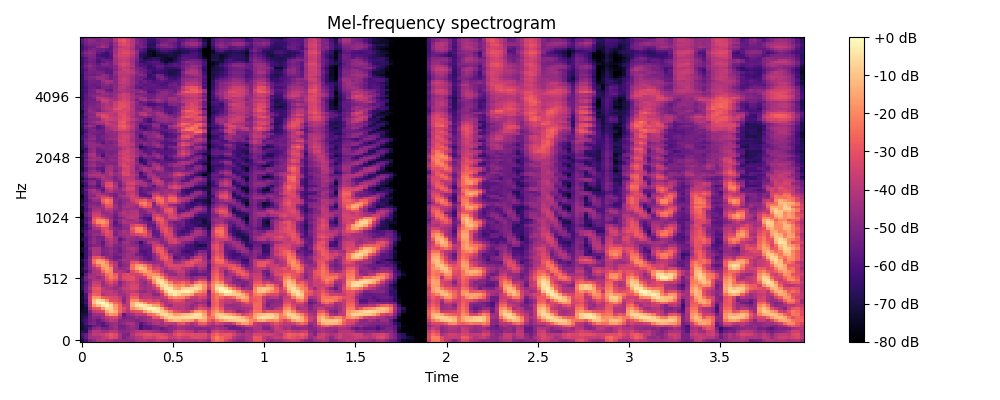 Mel-frequency spectrogram
+0 dB
4096
-10 dB
-20 dB
2048
-30 dB
Hz
1024
-40 dB
-50 dB
512
-60 dB
-70 dB
0
-80 dB
0 0.5 1 1.5 2 2.5 3 3.5
Time